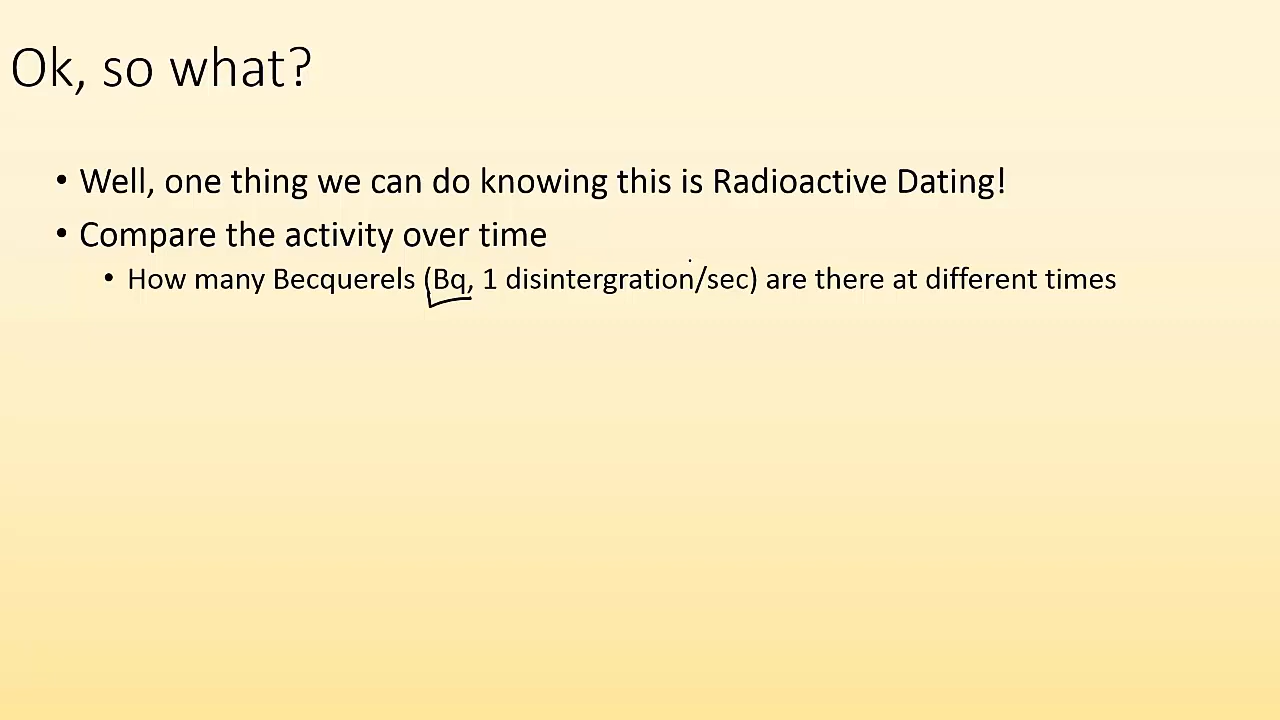 Ok, so what?
• Well, one thing we can do knowing this is Radioactive Dating!
• Compare the activity over time
• How many Becquerels (Bq, 1 disintergration/sec) are there at different times